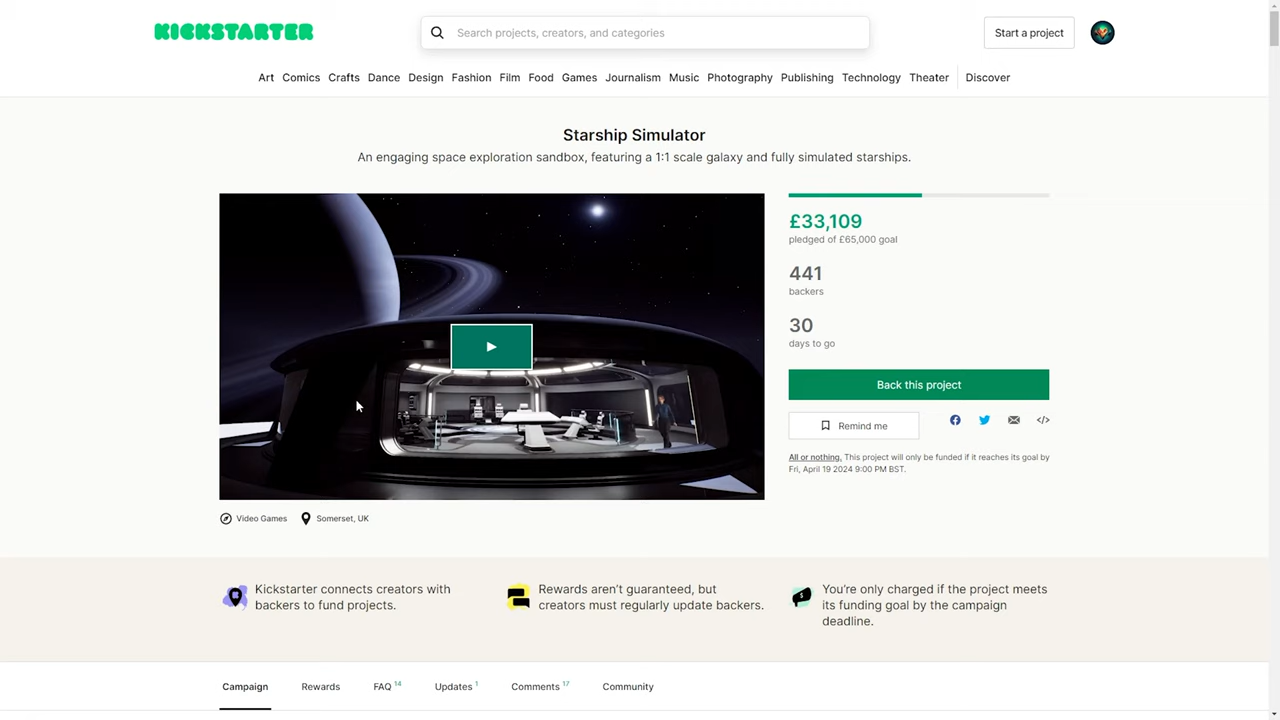 KICKSTARTER
Search projects, creators, and categories
Start a project
Art Comics Crafts Dance Design Fashion Film Food Games Journalism Music Photography Publishing Technology Theater Discover
Starship Simulator
An engaging space exploration sandbox, featuring a 1:1 scale galaxy and fully simulated starships.
£33,109
pledged of £65,000 goal
441
backers
30
days to go
Back this project
Remind me
All or nothing. This project will only be funded if it reaches its goal by
Fri, April 19 2024 9:00 PM BST.
Video Games Somerset, UK
Kickstarter connects creators with
backers to fund projects.
Rewards aren't guaranteed, but
creators must regularly update backers.
You're only charged if the project meets
its funding goal by the campaign
deadline.
Campaign Rewards FAQ 14 Updates 1 Comments 17 Community